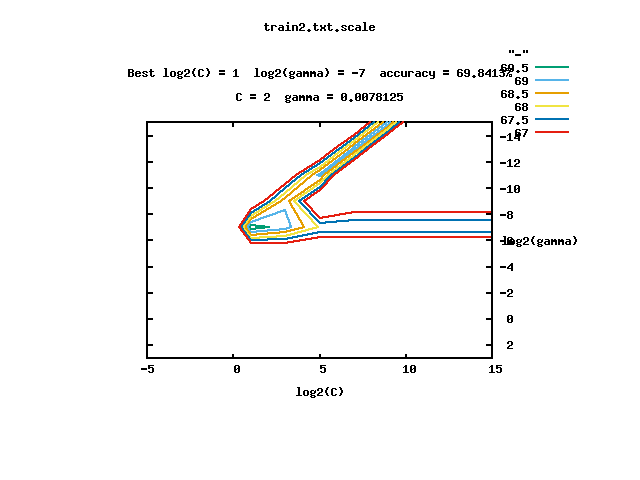 train2.txt.scale
"-"
Best log2(C) = 1  log2(gamma) = -7  accuracy = 69.8413%
69.5
69
68.5
C = 2  gamma = 0.0078125
68
67.5
67
-14
-12
-10
-8
-6
log2(gamma)
-4
-2
0
2
-5 0 5 10 15
log2(C)